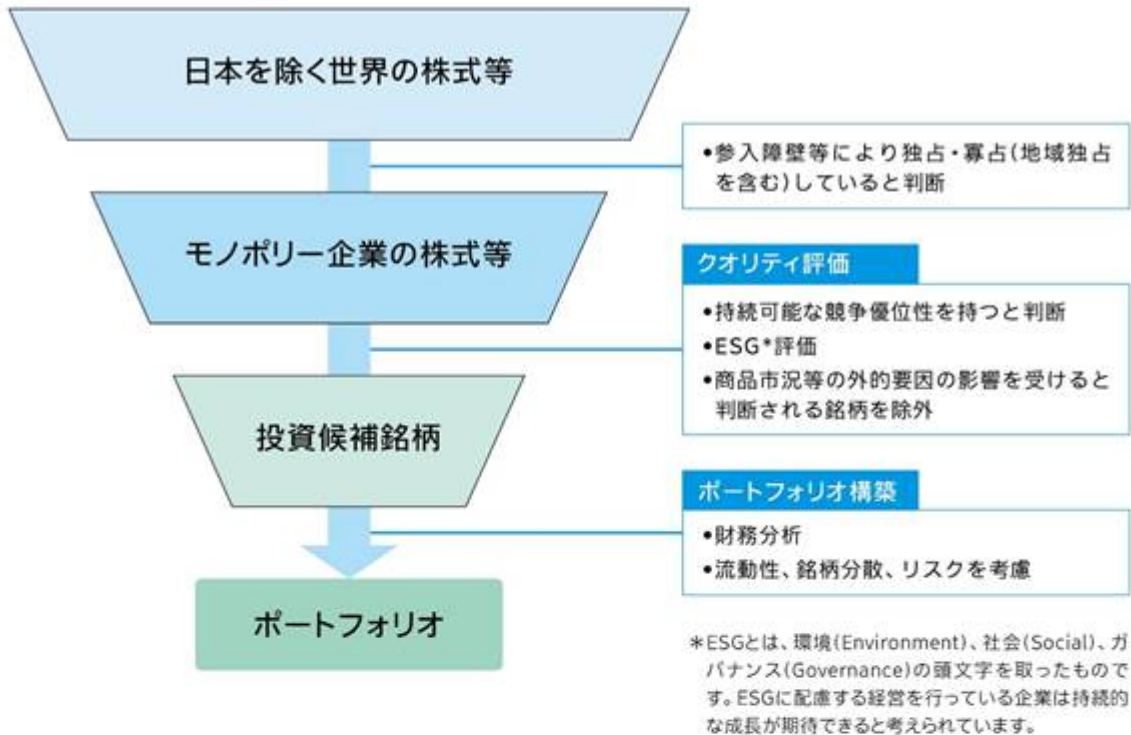 日本を除く世界の株式等
•参入障壁等により独占・寡占(地域独占
を含む)していると判断
モノポリー企業の株式等
クオリティ評価
•持続可能な競争優位性を持つと判断
•ESG*評価
•商品市況等の外的要因の影響を受けると
判断される銘柄を除外
投資候補銘柄
ポートフォリオ構築
•財務分析
•流動性、銘柄分散、リスクを考慮
ポートフォリオ
*ESGとは、環境(Environment)、社会(Social)、ガ
バナンス(Governance)の頭文字を取ったもので
す。ESGに配慮する経営を行っている企業は持続的
な成長が期待できると考えられています。